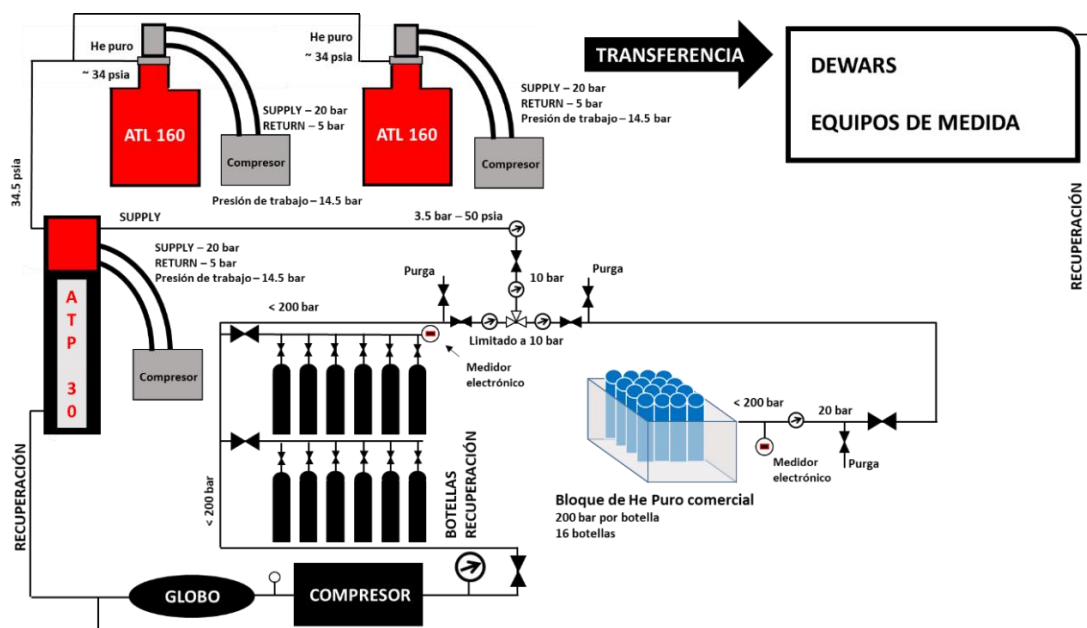 He puro
~ 34 psia
ATL 160
SUPPLY – 20 bar
RETURN – 5 bar
Compresor
Presión de trabajo – 14.5 bar
He puro
~ 34 psia
ATL 160
SUPPLY – 20 bar
RETURN – 5 bar
Presión de trabajo – 14.5 bar
Compresor
TRANSFERENCIA
DEWARS
EQUIPOS DE MEDIDA
RECUPERACIÓN
34.5 psia
SUPPLY
3.5 bar – 50 psia
SUPPLY – 20 bar
RETURN – 5 bar
Presión de trabajo – 14.5 bar
ATP 30
Compresor
Purga
10 bar
Purga
< 200 bar
Limitado a 10 bar
Medidor
electrónico
< 200 bar
20 bar
Medidor
electrónico
Purga
Bloque de He Puro comercial
200 bar por botella
16 botellas
RECUPERACIÓN
< 200 bar
BOTELLAS
RECUPERACIÓN
GLOBO
COMPRESOR